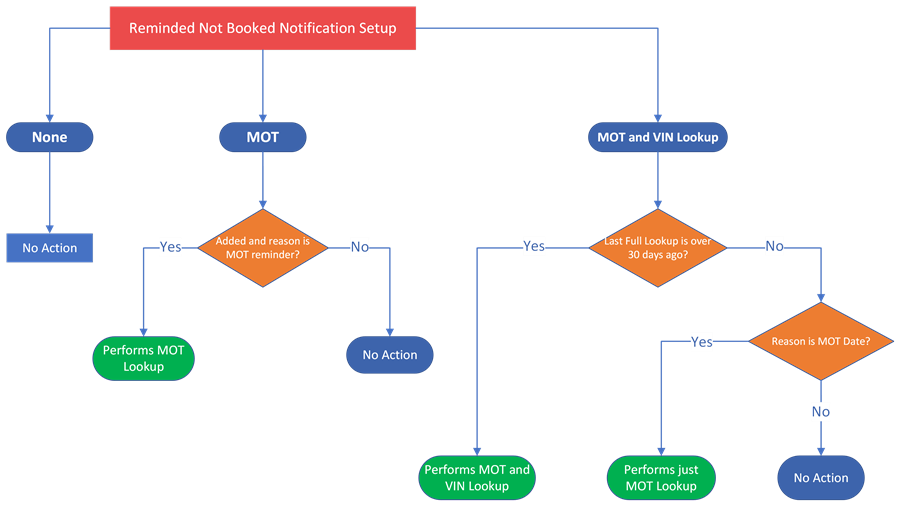 Reminded Not Booked Notification Setup
None
MOT
MOT and VIN Lookup
No Action
Yes
Added and reason is
MOT reminder?
No
Yes
Last Full Lookup is over
30 days ago?
No
Performs MOT
Lookup
No Action
Yes
Reason is MOT Date?
No
Performs MOT and
VIN Lookup
Performs just
MOT Lookup
No Action